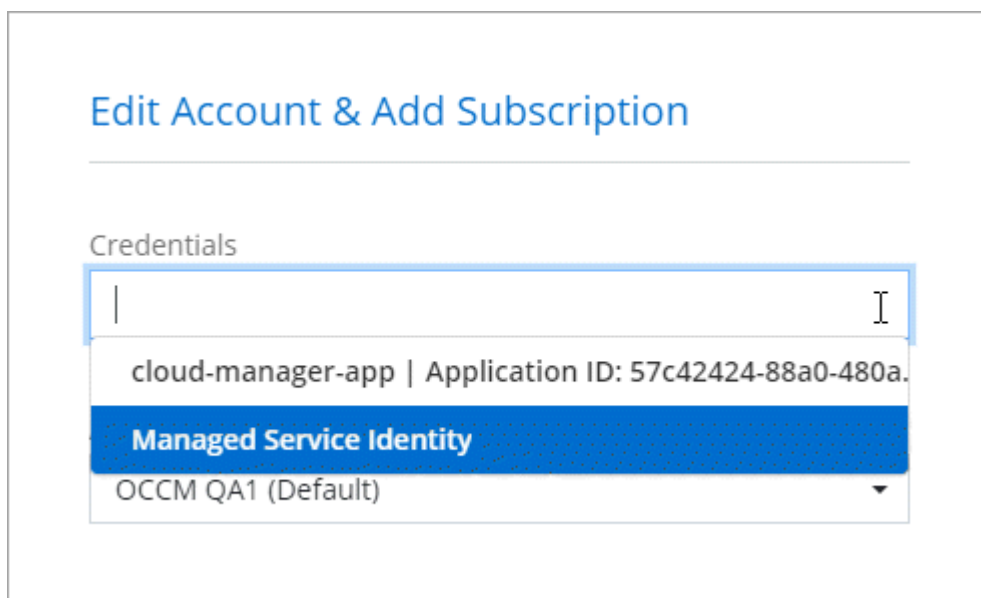 Edit Account & Add Subscription
Credentials
cloud-manager-app | Application ID: 57c42424-88a0-480a.
Managed Service Identity
OCCM QA1 (Default)